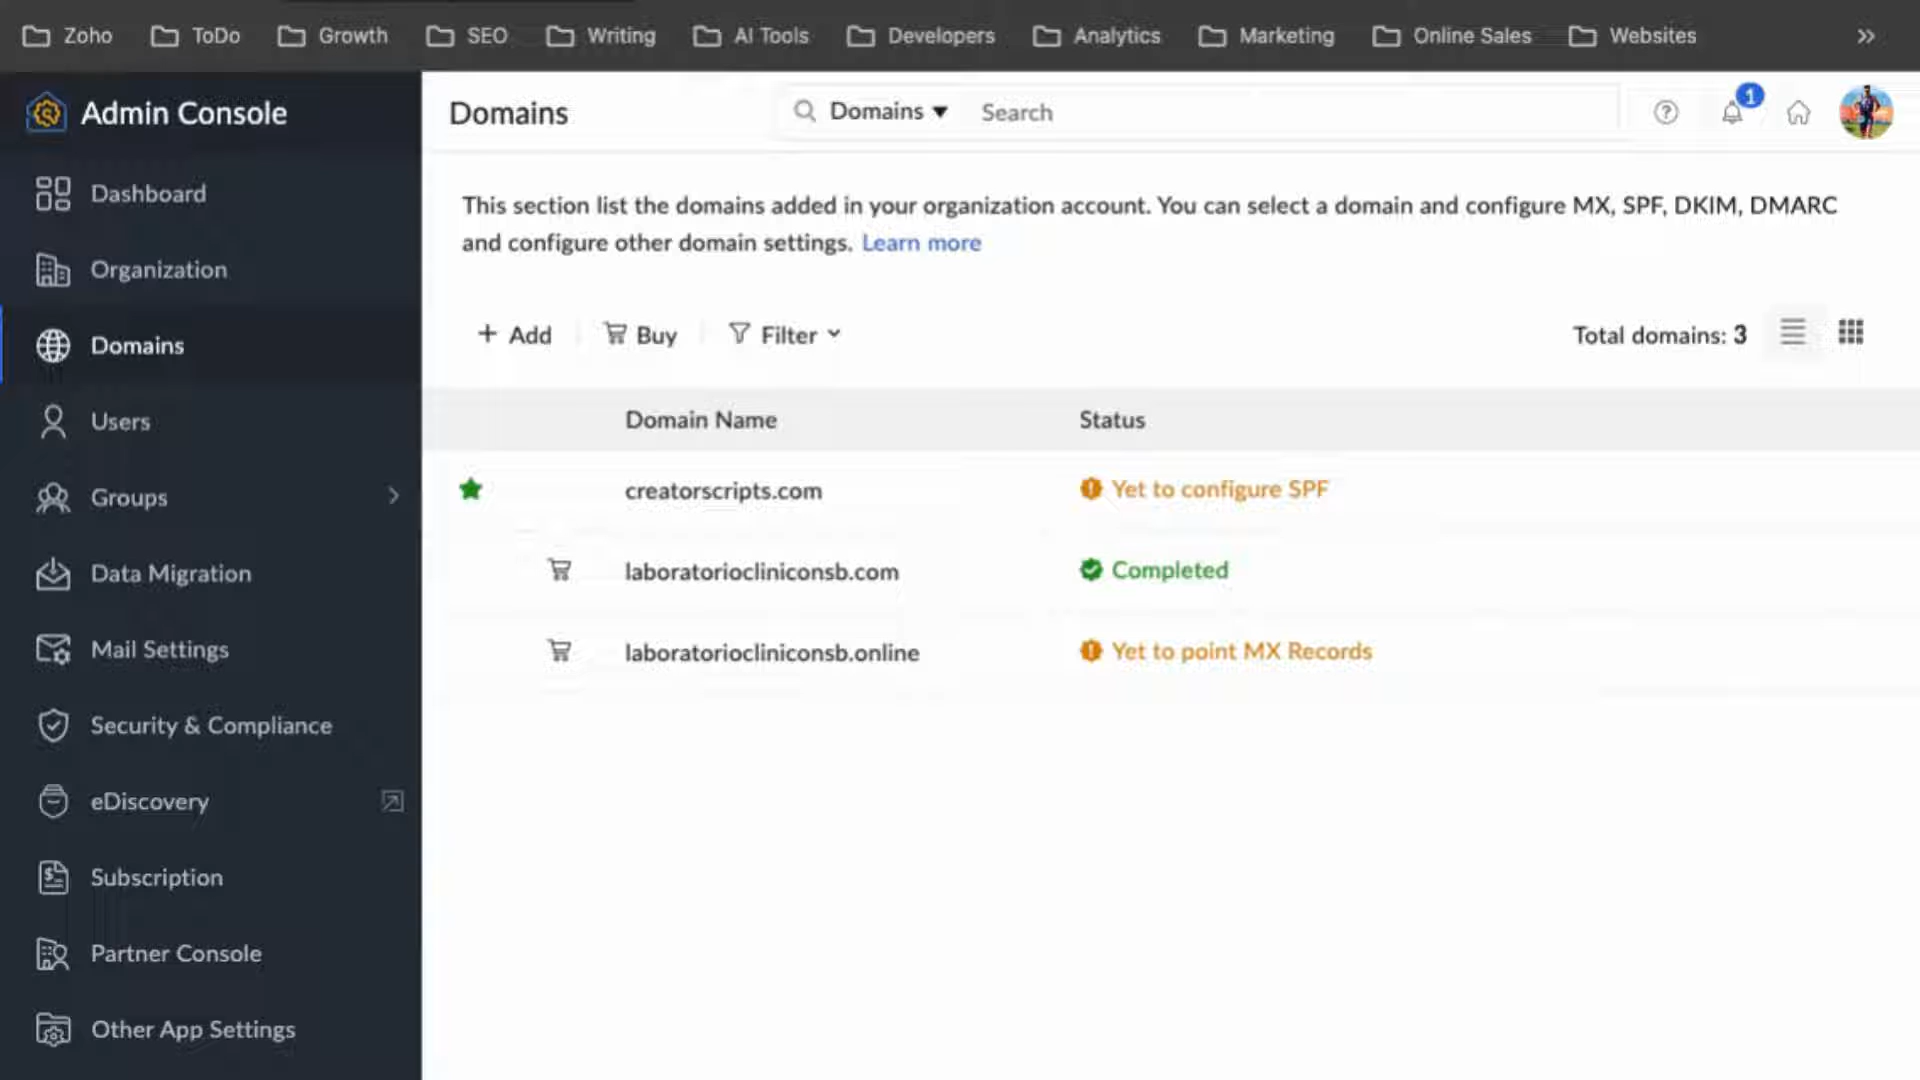 Zoho
ToDo
Growth
SEO
Writing
AI Tools
Developers
Analytics
Marketing
Online Sales
Websites
»
Admin Console
Domains
Domains
Search
1
Dashboard
Organization
Domains
Users
Groups
Data Migration
Mail Settings
Security & Compliance
eDiscovery
Subscription
Partner Console
Other App Settings
This section list the domains added in your organization account. You can select a domain and configure MX, SPF, DKIM, DMARC
and configure other domain settings. Learn more
+ Add
Buy
Filter
Total domains: 3
Domain Name
Status
creatorscripts.com
Yet to configure SPF
laboratoriocliniconsb.com
Completed
laboratoriocliniconsb.online
Yet to point MX Records